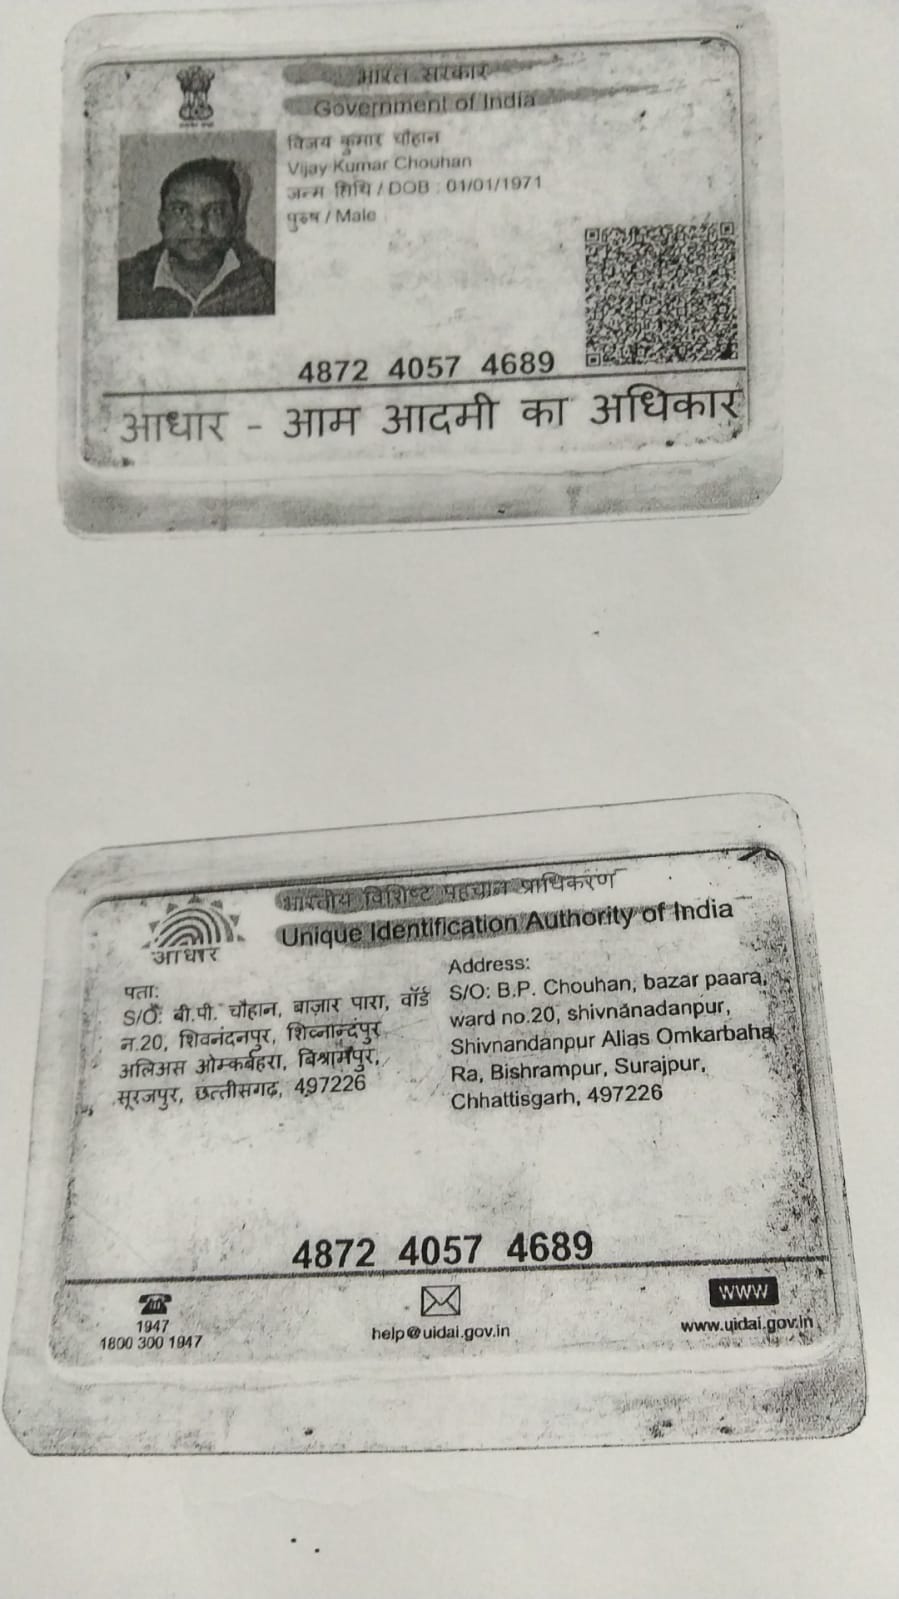 भारत सरकार
Government of India
विजय कुमार चौहान
Vijay Kumar Chouhan
जन्म तिथि / DOB : 01/01/1971
पुरुष / Male
4872 4057 4689
आधार - आम आदमी का अधिकार
भारतीय विशिष्ट पहचान प्राधिकरण
Unique Identification Authority of India
आधार
पता:
S/O: बी.पी. चौहान, बाज़ार पारा, वॉर्ड
न.20, शिवनंदनपुर, शिव्नान्दंपुर
अलिअस ओम्कर्बहरा, विश्रामपुर,
सूरजपुर, छत्तीसगढ़, 497226
Address:
S/O: B.P. Chouhan, bazar paara,
ward no.20, shivnanadanpur,
Shivnandanpur Alias Omkarbaha
Ra, Bishrampur, Surajpur,
Chhattisgarh, 497226
4872 4057 4689
1947
1800 300 1947
help@uidai.gov.in
www
www.uidai.gov.in